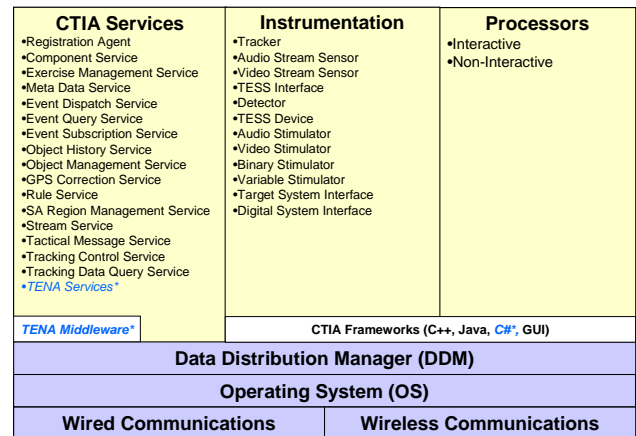 CTIA Services
•Registration Agent
•Component Service
•Exercise Management Service
•Meta Data Service
•Event Dispatch Service
•Event Query Service
•Event Subscription Service
•Object History Service
•Object Management Service
•GPS Correction Service
•Rule Service
•SA Region Management Service
•Stream Service
•Tactical Message Service
•Tracking Control Service
•Tracking Data Query Service
•TENA Services*
Instrumentation
•Tracker
•Audio Stream Sensor
•Video Stream Sensor
•TESS Interface
•Detector
•TESS Device
•Audio Stimulator
•Video Stimulator
•Binary Stimulator
•Variable Stimulator
•Target System Interface
•Digital System Interface
Processors
•Interactive
•Non-Interactive
TENA Middleware*
CTIA Frameworks (C++, Java, C#*, GUI)
Data Distribution Manager (DDM)
Operating System (OS)
Wired Communications
Wireless Communications